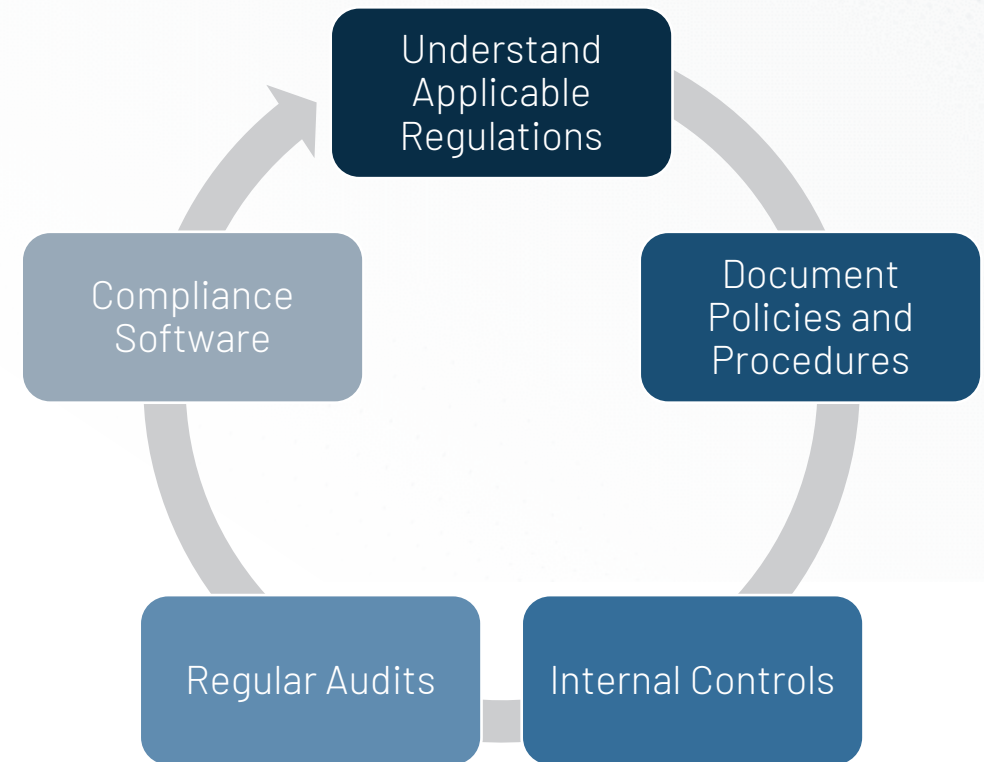 Understand
Applicable
Regulations
Document
Policies and
Procedures
Internal Controls
Regular Audits
Compliance
Software